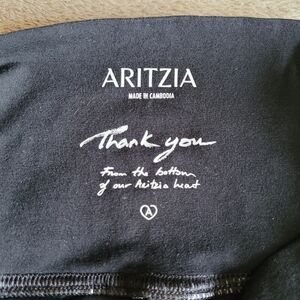 ARITZIA
MADE IN CAMBODIA
Thank you
From the bottom
of our Aritzia heart
A